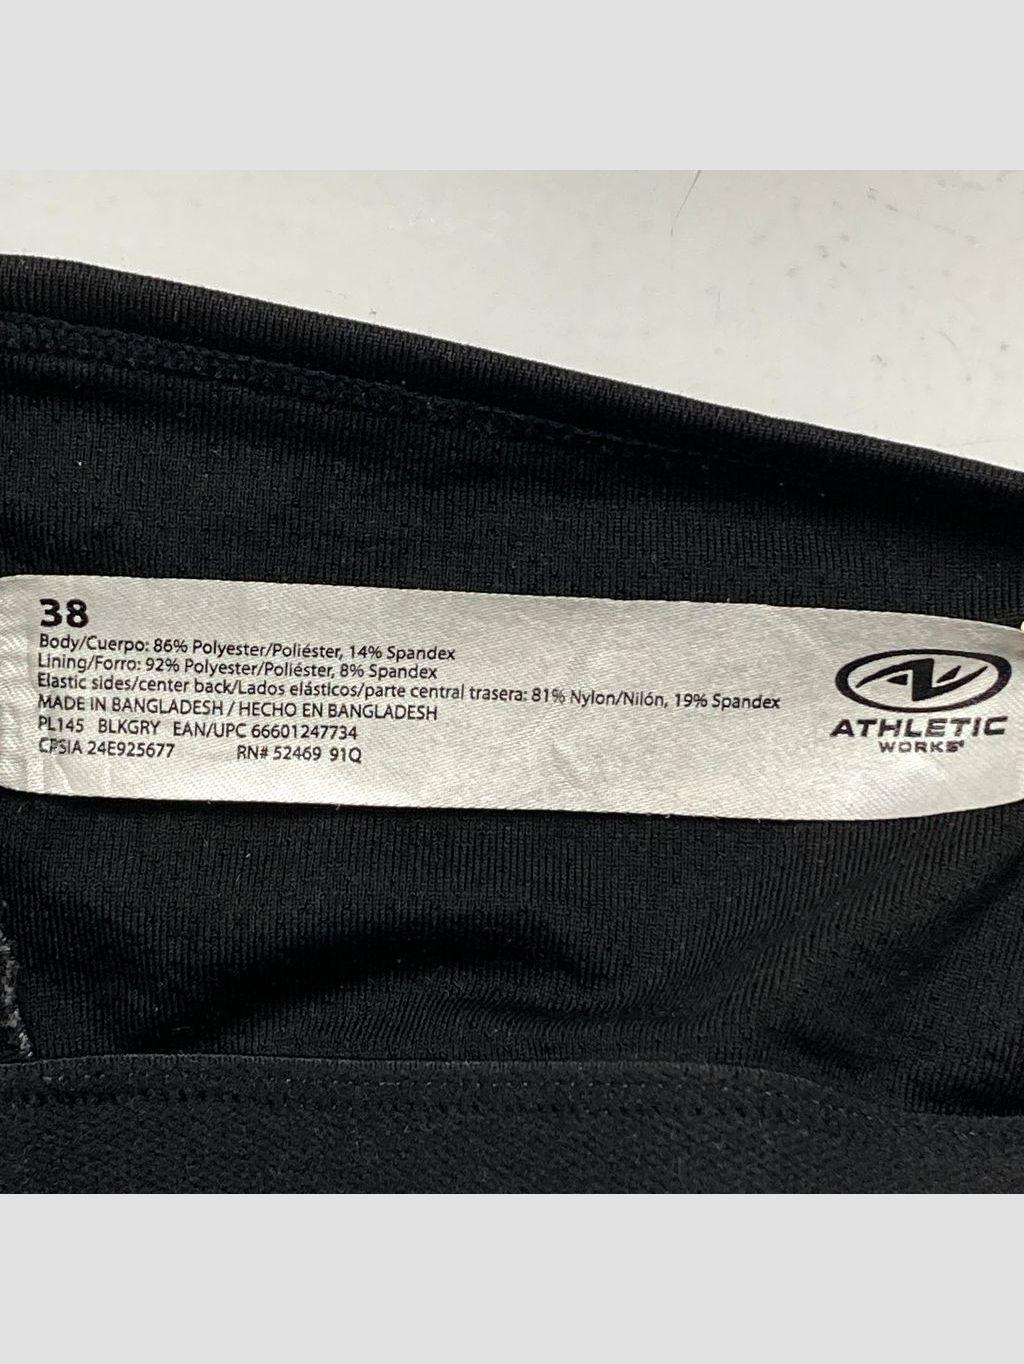 38
Body/Cuerpo: 86% Polyester/Poliéster, 14% Spandex
Lining/Forro: 92% Polyester/Poliéster, 8% Spandex
Elastic sides/center back/Lados elásticos/parte central trasera: 81% Nylon/Nilón, 19% Spandex
MADE IN BANGLADESH / HECHO EN BANGLADESH
PL145 BLKGRY EAN/UPC 66601247734
CPSIA 24E925677 RN# 52469 91Q
ATHLETIC
WORKS